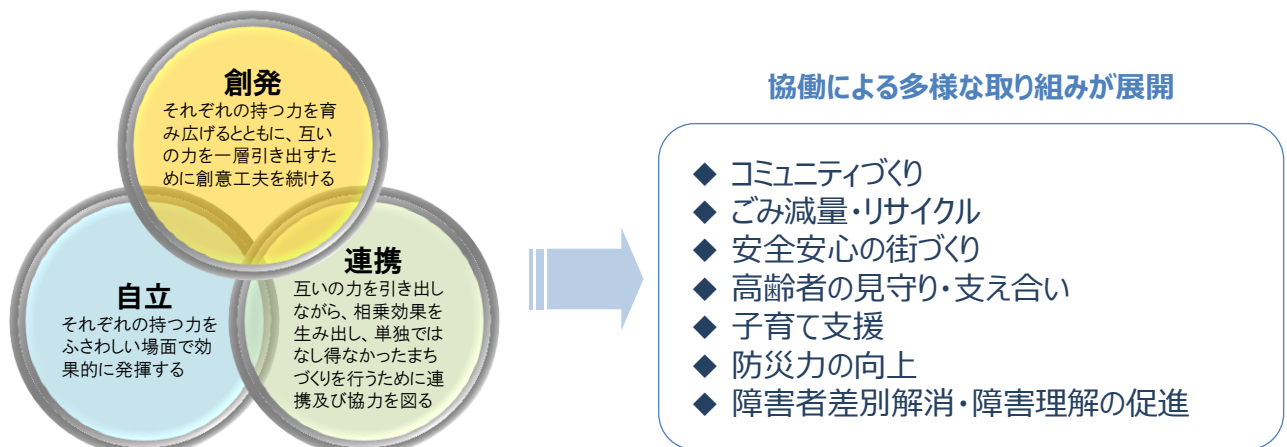 創発
それぞれの持つ力を育
み広げるとともに、互い
の力を一層引き出すた
めに創意工夫を続ける
自立
それぞれの持つ力を
ふさわしい場面で効
果的に発揮する
連携
互いの力を引き出し
ながら、相乗効果を
生み出し、単独では
なし得なかったまち
づくりを行うために連
携及び協力を図る
協働による多様な取り組みが展開
◆ コミュニティづくり
◆ ごみ減量・リサイクル
◆ 安全安心の街づくり
◆ 高齢者の見守り・支え合い
◆ 子育て支援
◆ 防災力の向上
◆ 障害者差別解消・障害理解の促進